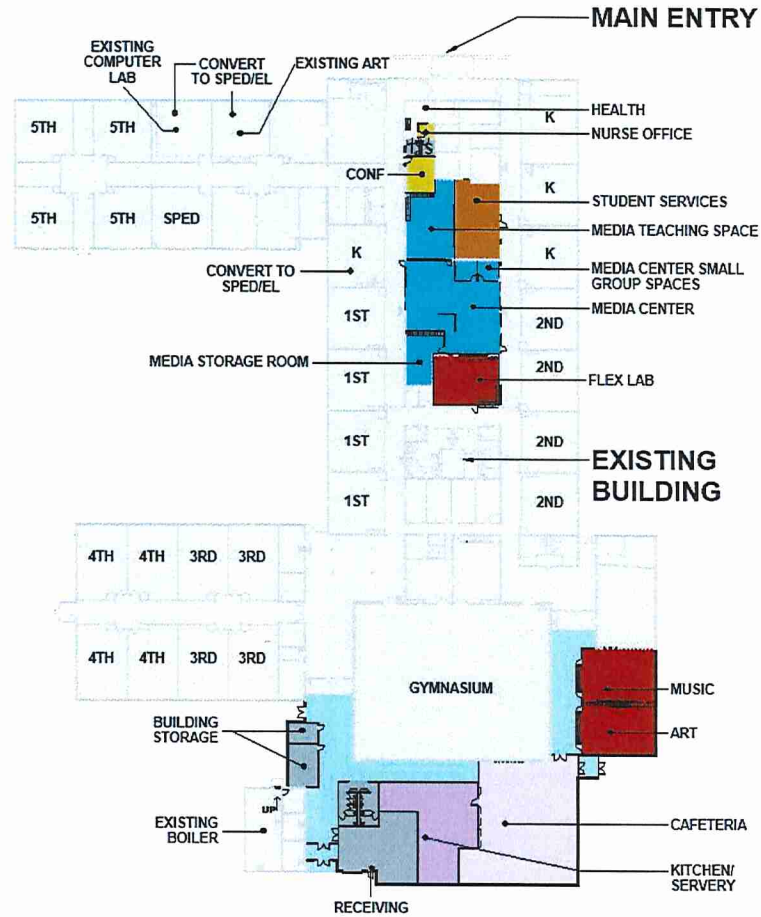 MAIN ENTRY
EXISTING
COMPUTER
LAB
CONVERT
TO SPED/EL
EXISTING ART
5TH
5TH
HEALTH
K
NURSE OFFICE
CONF
K
STUDENT SERVICES
5TH
5TH
SPED
MEDIA TEACHING SPACE
K
K
CONVERT TO
SPED/EL
MEDIA CENTER SMALL
GROUP SPACES
MEDIA CENTER
1ST
2ND
MEDIA STORAGE ROOM
1ST
2ND
FLEX LAB
1ST
2ND
EXISTING
BUILDING
1ST
2ND
4TH
4TH
3RD
3RD
4TH
4TH
3RD
3RD
GYMNASIUM
MUSIC
BUILDING
STORAGE
ART
UP
EXISTING
BOILER
CAFETERIA
KITCHEN/
SERVERY
RECEIVING